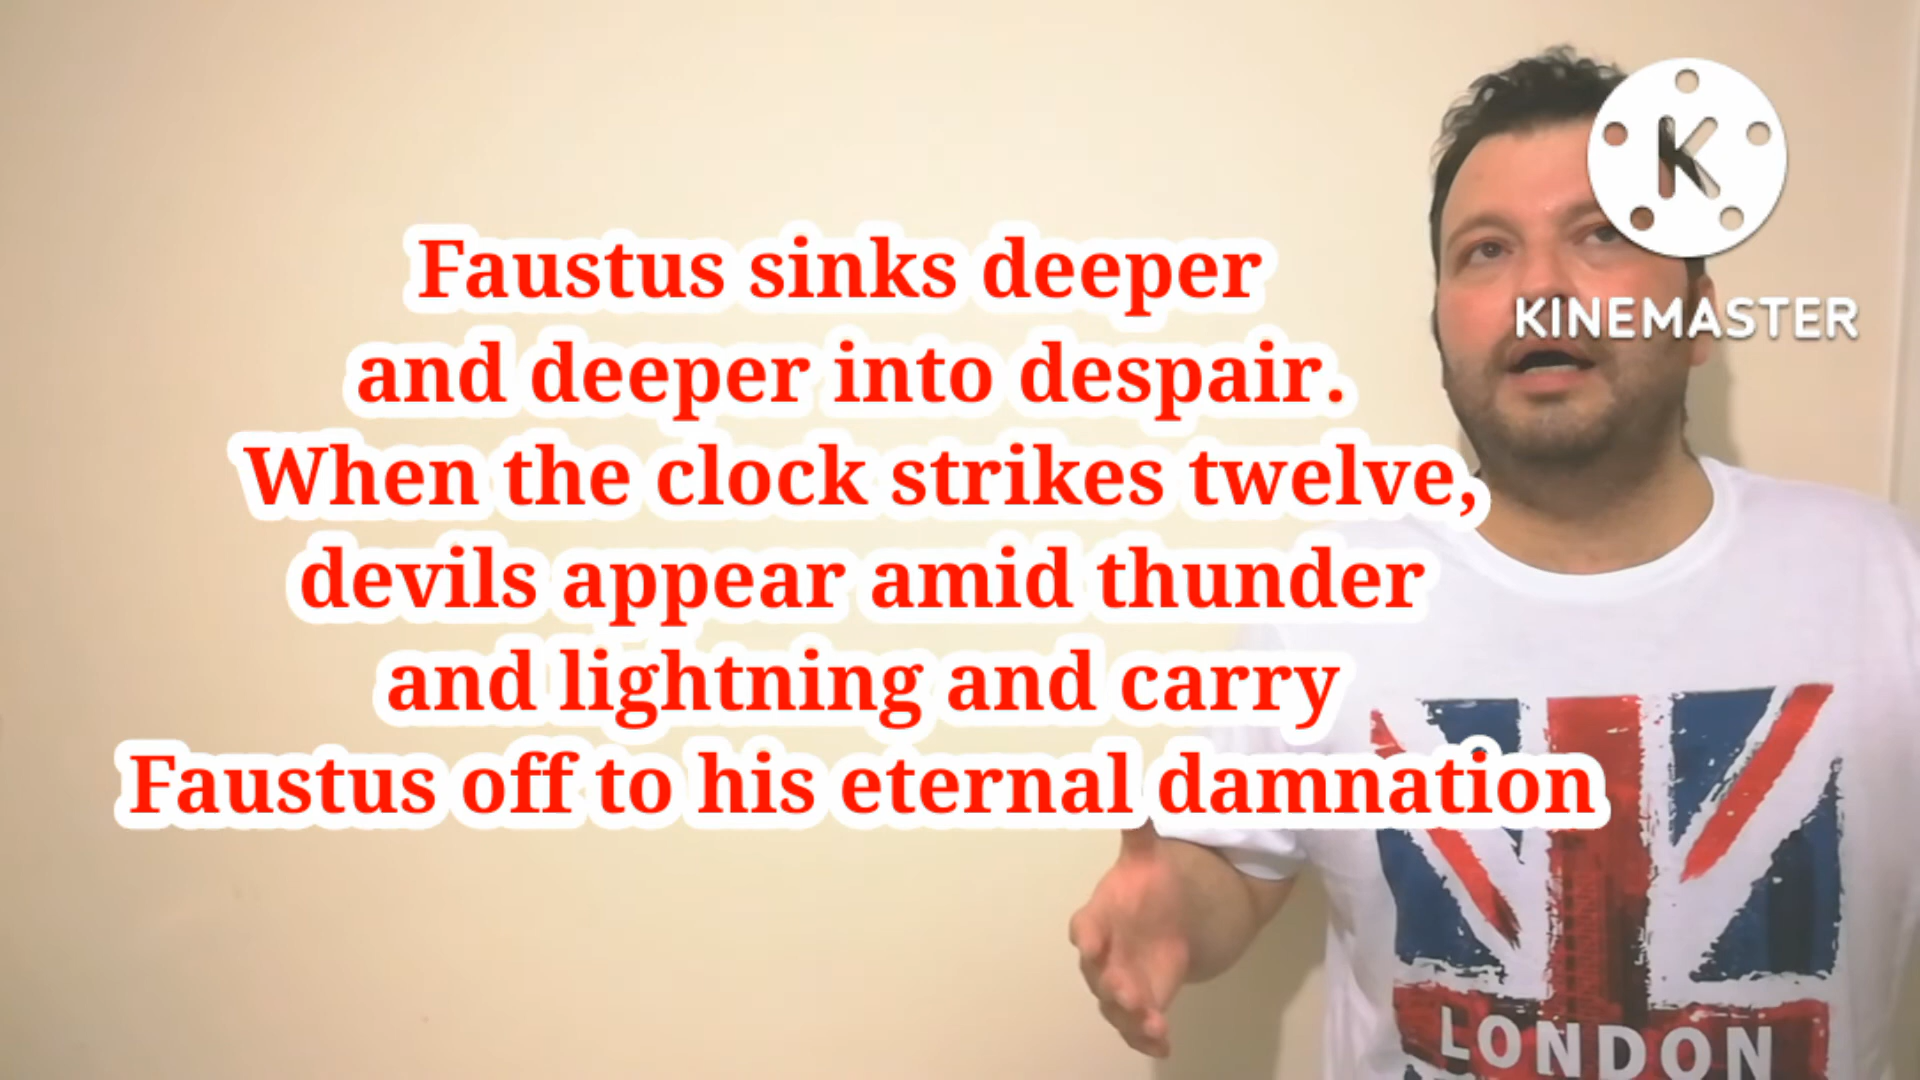 Faustus sinks deeper
and deeper into despair.
When the clock strikes twelve,
devils appear amid thunder
and lightning and carry
Faustus off to his eternal damnation
K
KINEMASTER
LONDON